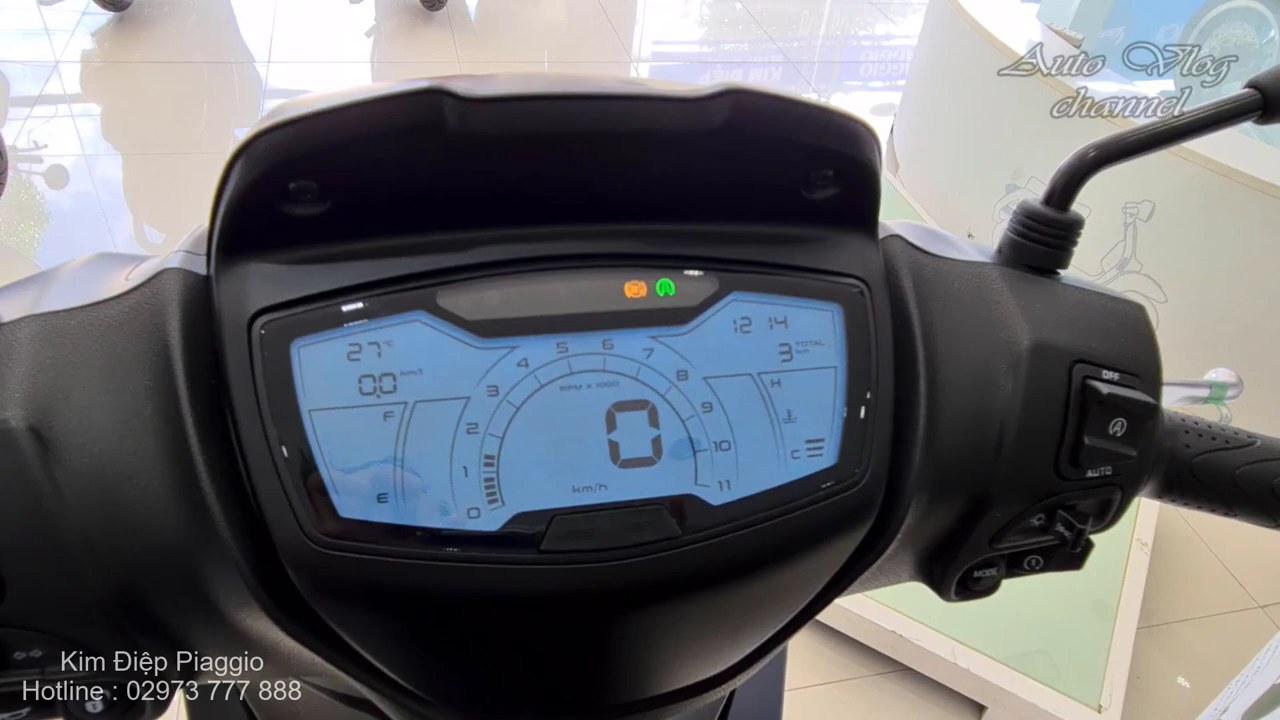 Auto Vlog
channel
27°C
0.0 km/l
F
E
0 1 2 3 4 5 6 7 8 9 10 11
RPM X 1000
0
km/h
12 14
3 TOTAL km
H
C
OFF
A
AUTO
MODE
Kim Điệp Piaggio
Hotline : 02973 777 888